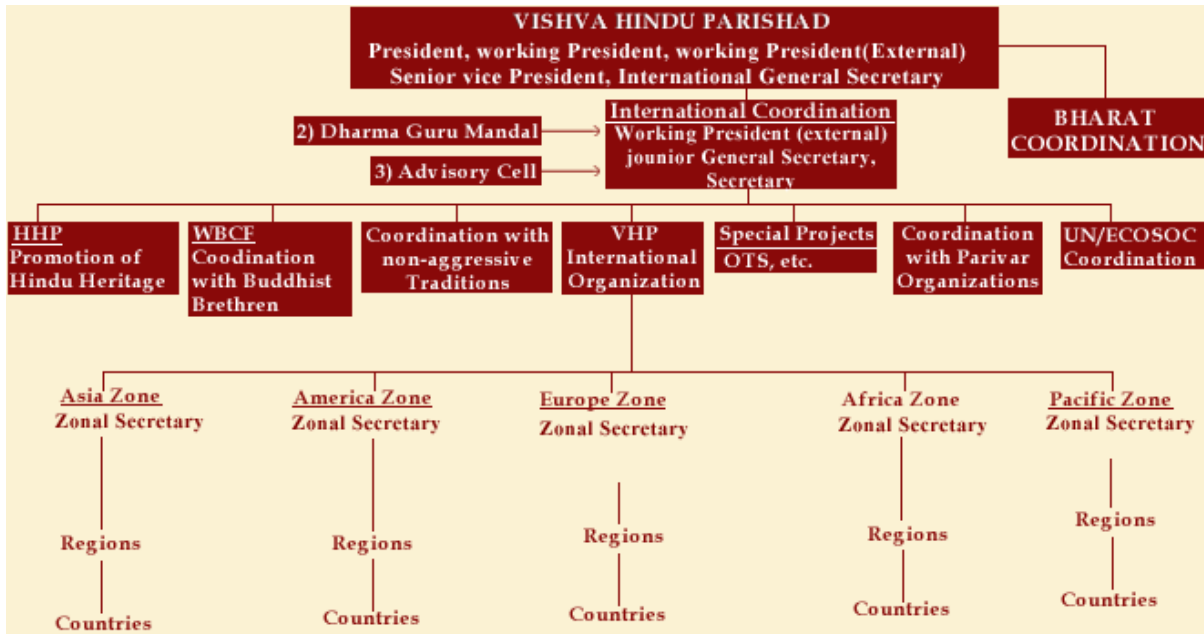 VISHVA HINDU PARISHAD
President, working President, working President(External)
Senior vice President, International General Secretary
BHARAT
COORDINATION
International Coordination
Working President (external)
jounior General Secretary,
Secretary
2) Dharma Guru Mandal
3) Advisory Cell
HHP
Promotion of
Hindu Heritage
WBCF
Coodination
with Buddhist
Brethren
Coordination with
non-aggressive
Traditions
VHP
International
Organization
Special Projects
OTS, etc.
Coordination
with Parivar
Organizations
UN/ECOSOC
Coordination
Asia Zone
Zonal Secretary
Regions
Countries
America Zone
Zonal Secretary
Regions
Countries
Europe Zone
Zonal Secretary
Regions
Countries
Africa Zone
Zonal Secretary
Regions
Countries
Pacific Zone
Zonal Secretary
Regions
Countries